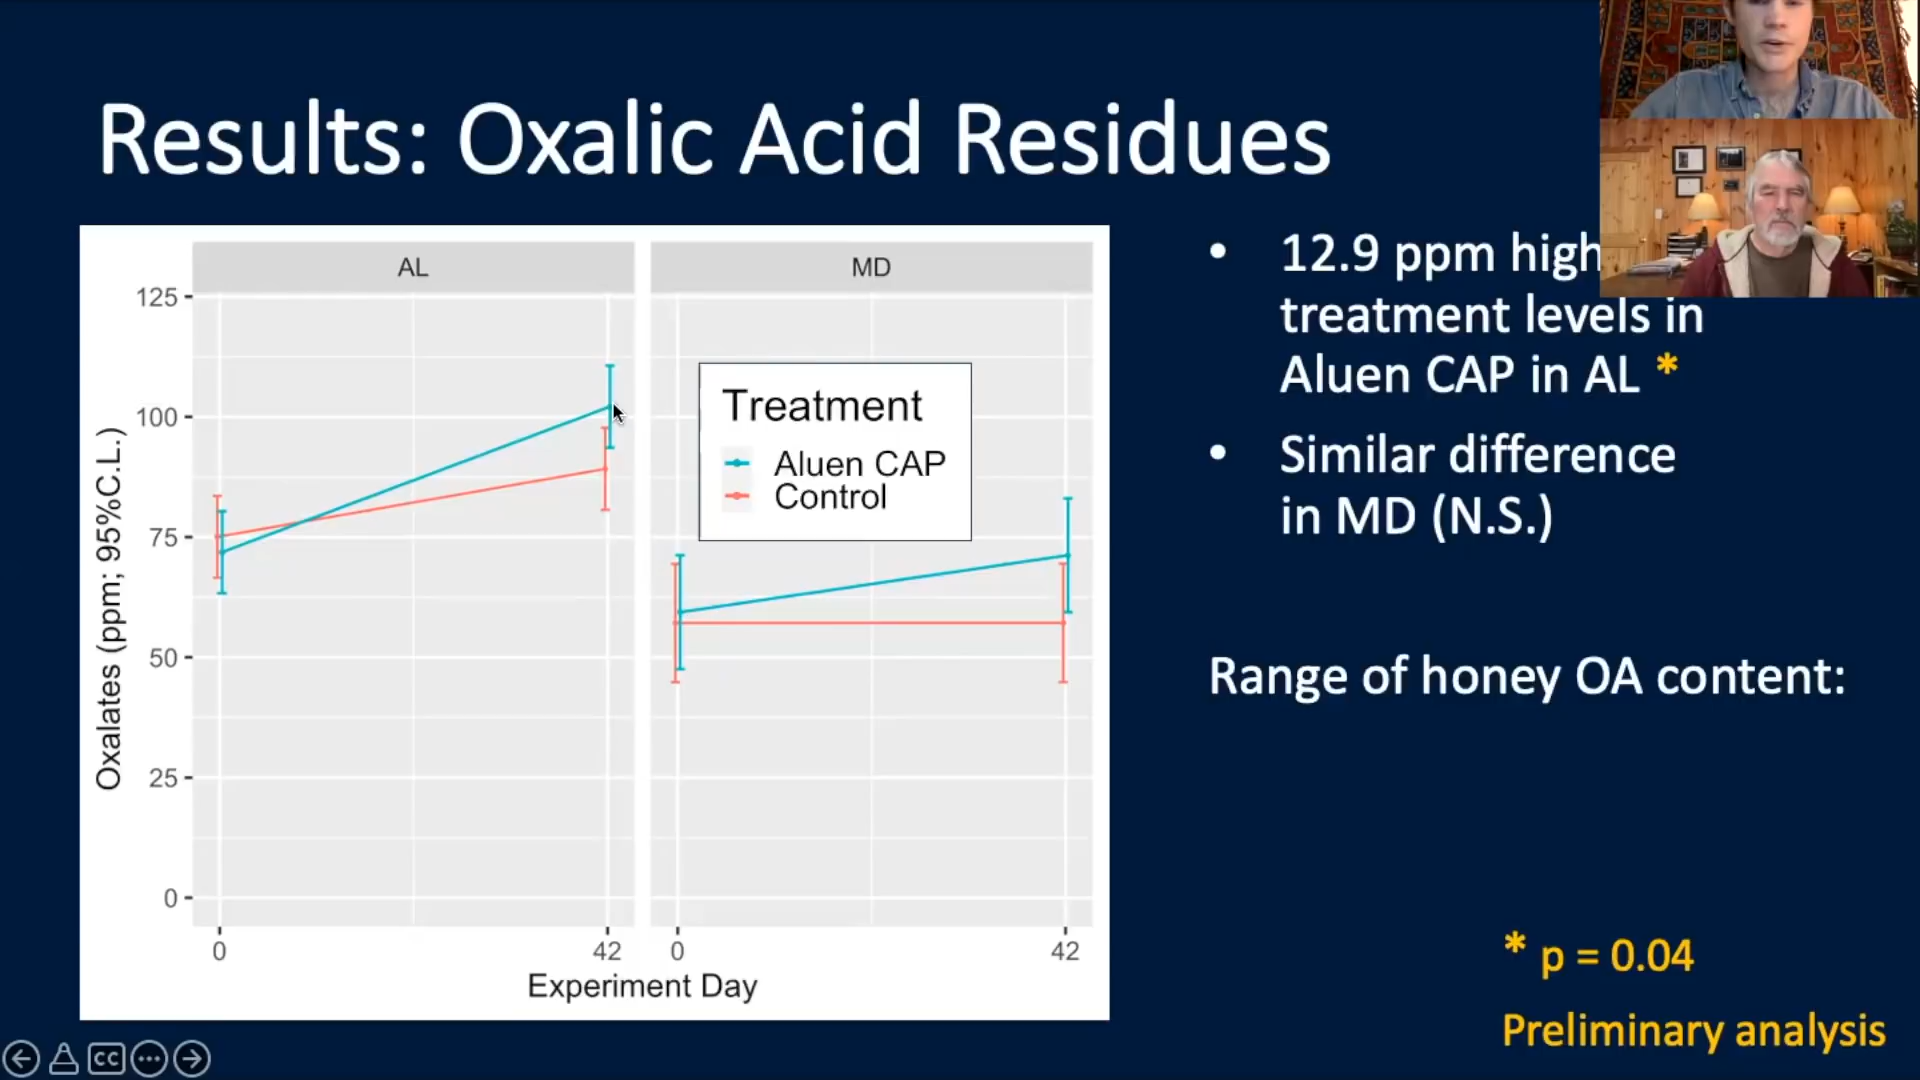 Results: Oxalic Acid Residues
AL
MD
125
100
75
50
25
0
Oxalates (ppm; 95%C.L.)
Treatment
Aluen CAP
Control
0
42
0
42
Experiment Day
• 12.9 ppm high
treatment levels in
Aluen CAP in AL *
• Similar difference
in MD (N.S.)
Range of honey OA content:
* p = 0.04
Preliminary analysis
CC